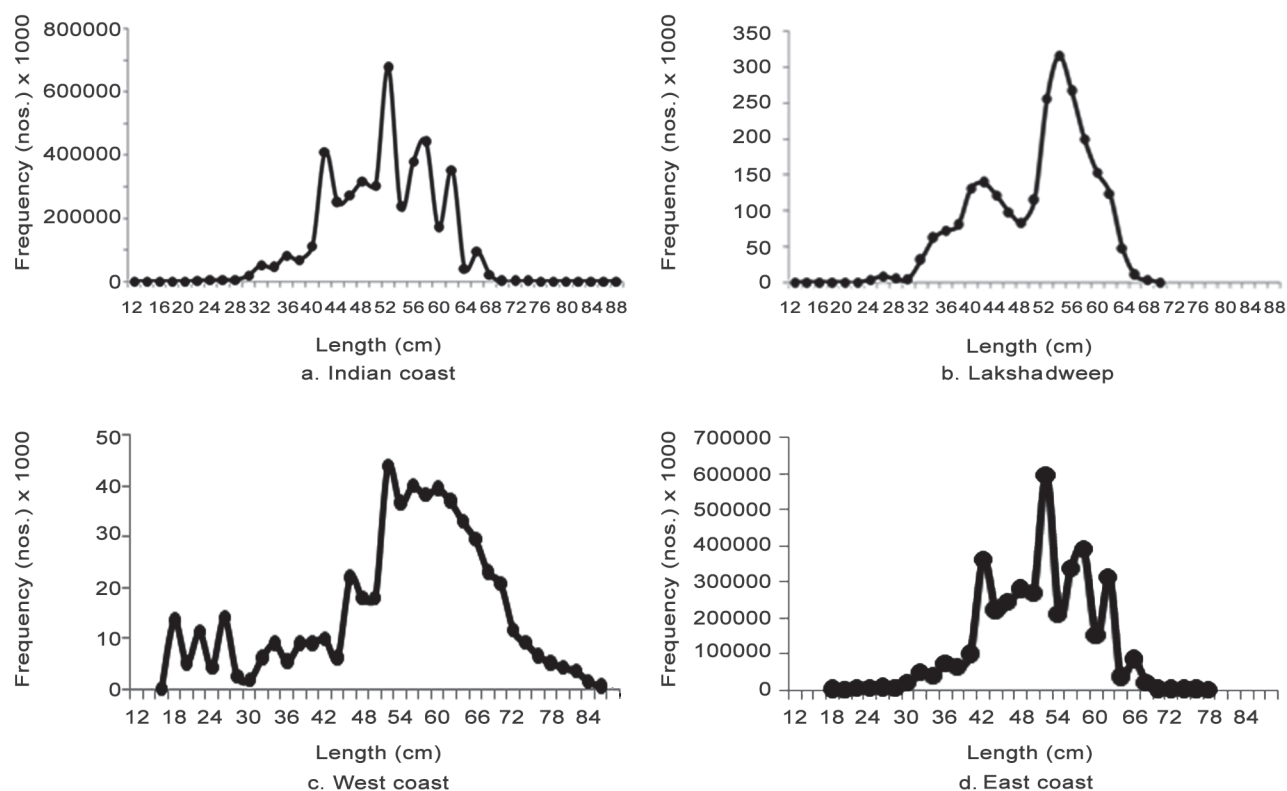 Frequency (nos.) x 1000
800000
600000
400000
200000
0
12 16 20 24 28 32 36 40 44 48 52 56 60 64 68 72 76 80 84 88
Length (cm)
a. Indian coast
Frequency (nos.) x 1000
350
300
250
200
150
100
50
0
12 16 20 24 28 32 36 40 44 48 52 56 60 64 68 72 76 80 84 88
Length (cm)
b. Lakshadweep
Frequency (nos.) x 1000
50
40
30
20
10
0
12 18 24 30 36 42 48 54 60 66 72 78 84
Length (cm)
c. West coast
Frequency (nos.) x 1000
700000
600000
500000
400000
300000
200000
100000
0
12 18 24 30 36 42 48 54 60 66 72 78 84
Length (cm)
d. East coast